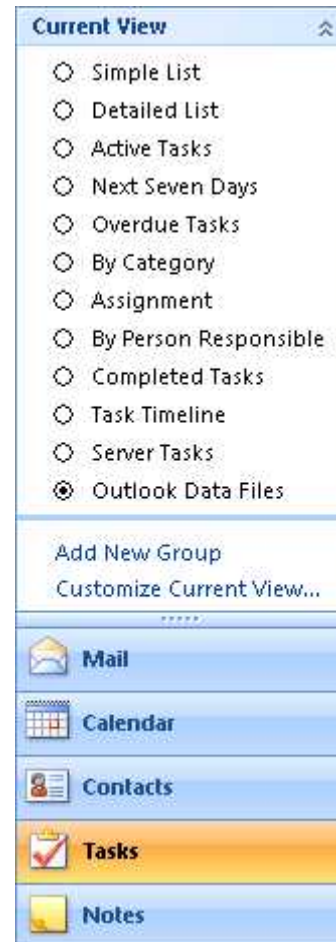 Current View
Simple List
Detailed List
Active Tasks
Next Seven Days
Overdue Tasks
By Category
Assignment
By Person Responsible
Completed Tasks
Task Timeline
Server Tasks
Outlook Data Files
Add New Group
Customize Current View...
Mail
Calendar
Contacts
Tasks
Notes